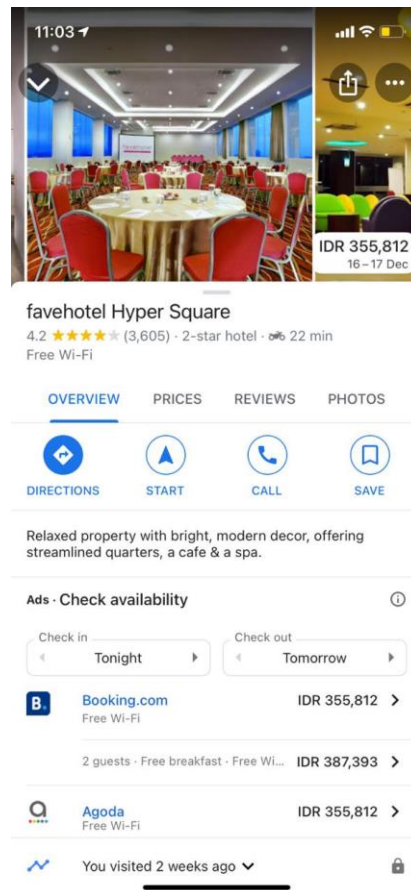 11:03
favehotel
IDR 355,812
16 – 17 Dec
favehotel Hyper Square
4.2 (3,605) · 2-star hotel · 22 min
Free Wi-Fi
OVERVIEW PRICES REVIEWS PHOTOS
DIRECTIONS START CALL SAVE
Relaxed property with bright, modern decor, offering
streamlined quarters, a cafe & a spa.
Ads · Check availability
Check in Check out
Tonight Tomorrow
B. Booking.com IDR 355,812
Free Wi-Fi
2 guests · Free breakfast · Free Wi... IDR 387,393
a Agoda IDR 355,812
Free Wi-Fi
You visited 2 weeks ago